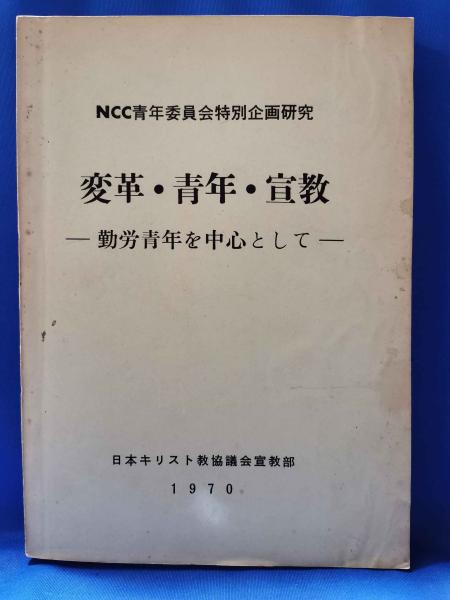 NCC青年委員会特別企画研究
変革・青年・宣教
―勤労青年を中心として―
日本キリスト教協議会宣教部
1970